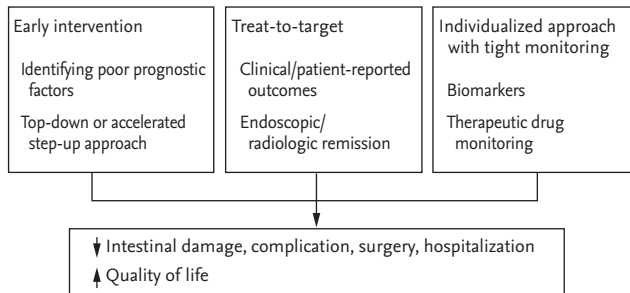 Early intervention
Identifying poor prognostic
factors
Top-down or accelerated
step-up approach
Treat-to-target
Clinical/patient-reported
outcomes
Endoscopic/
radiologic remission
Individualized approach
with tight monitoring
Biomarkers
Therapeutic drug
monitoring
Intestinal damage, complication, surgery, hospitalization
Quality of life